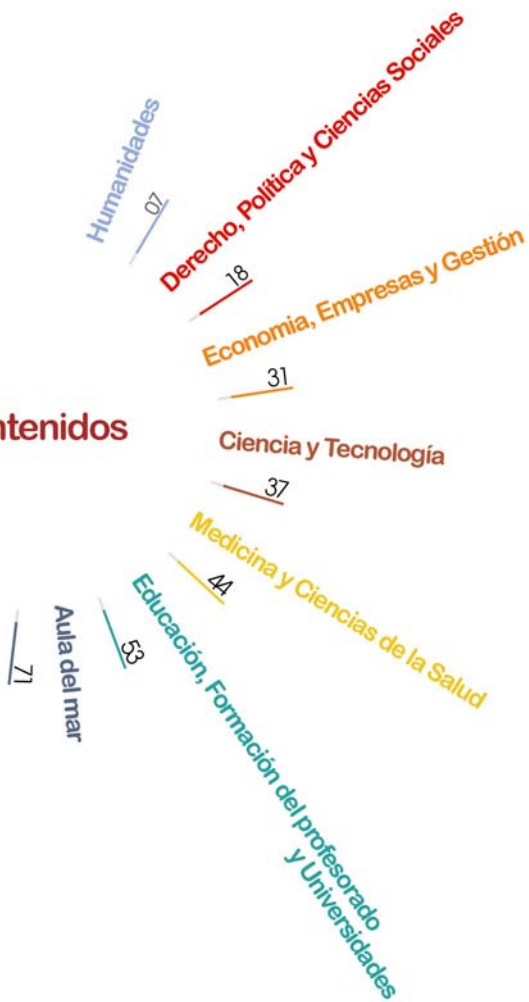 Humanidades
07
Derecho, Política y Ciencias Sociales
18
Economia, Empresas y Gestión
31
ntenidos
Ciencia y Tecnología
37
Medicina y Ciencias de la Salud
44
Educación, Formación del profesorado
y Universidades
53
Aula del mar
71